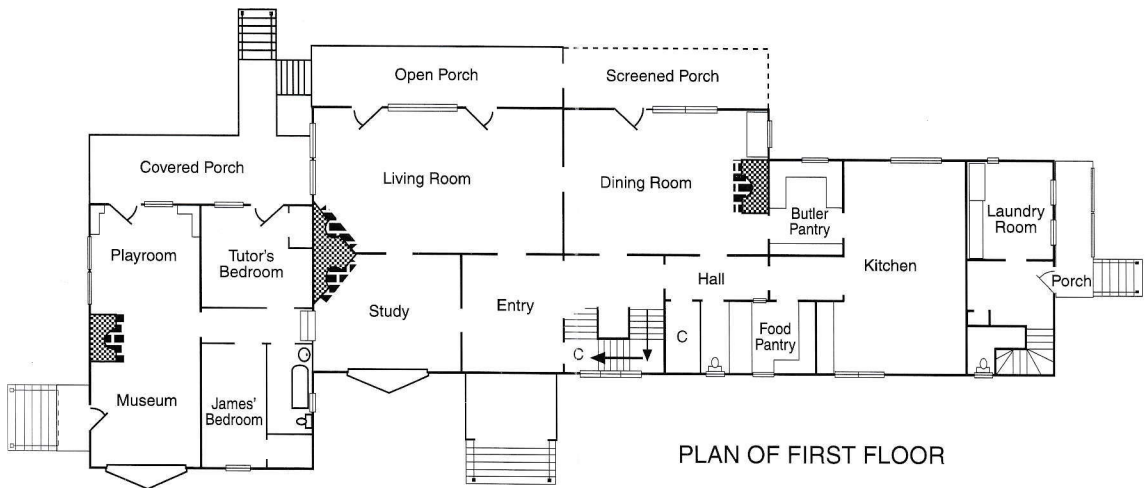 Open Porch
Screened Porch
Covered Porch
Living Room
Dining Room
Butler
Pantry
Laundry
Room
Playroom
Tutor's
Bedroom
Kitchen
Hall
Porch
Study
Entry
Food
Pantry
C
C
Museum
James'
Bedroom
PLAN OF FIRST FLOOR